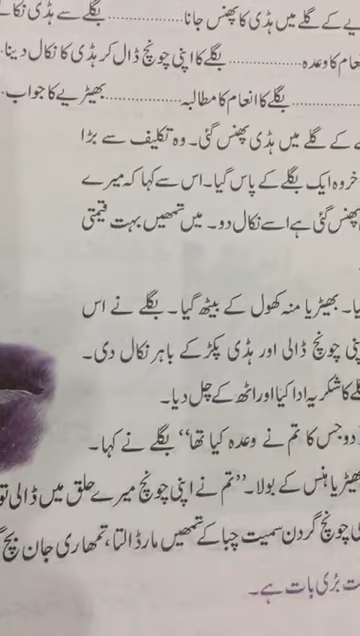 یے کے گلے میں ہڈی کا پھنس جانا..................بگلے سے ہڈی نکا
عام کا وعدہ..................بگلے کا اپنی چونچ ڈال کر ہڈی کا نکال دینا
..................بگلے کا انعام کا مطالبہ..................بھیڑیے کا جواب
ے کے گلے میں ہڈی پھنس گئی۔ وہ تکلیف سے بڑا
خر وہ ایک بگلے کے پاس گیا۔ اس سے کہا کہ میرے
پھنس گئی ہے اسے نکال دو۔ میں تمھیں بہت قیمتی
یا۔ بھیڑیا منہ کھول کے بیٹھ گیا۔ بگلے نے اس
پنی چونچ ڈالی اور ہڈی پکڑ کے باہر نکال دی۔
لے کا شکریہ ادا کیا اور اٹھ کے چل دیا۔
دو جس کا تم نے وعدہ کیا تھا“ بگلے نے کہا۔
بھیڑیا ہنس کے بولا۔ ”تم نے اپنی چونچ میرے حلق میں ڈالی تو
ی چونچ گردن سمیت چبا کے تمھیں مار ڈالتا، تمھاری جان بچ گ
ت بڑی بات ہے۔